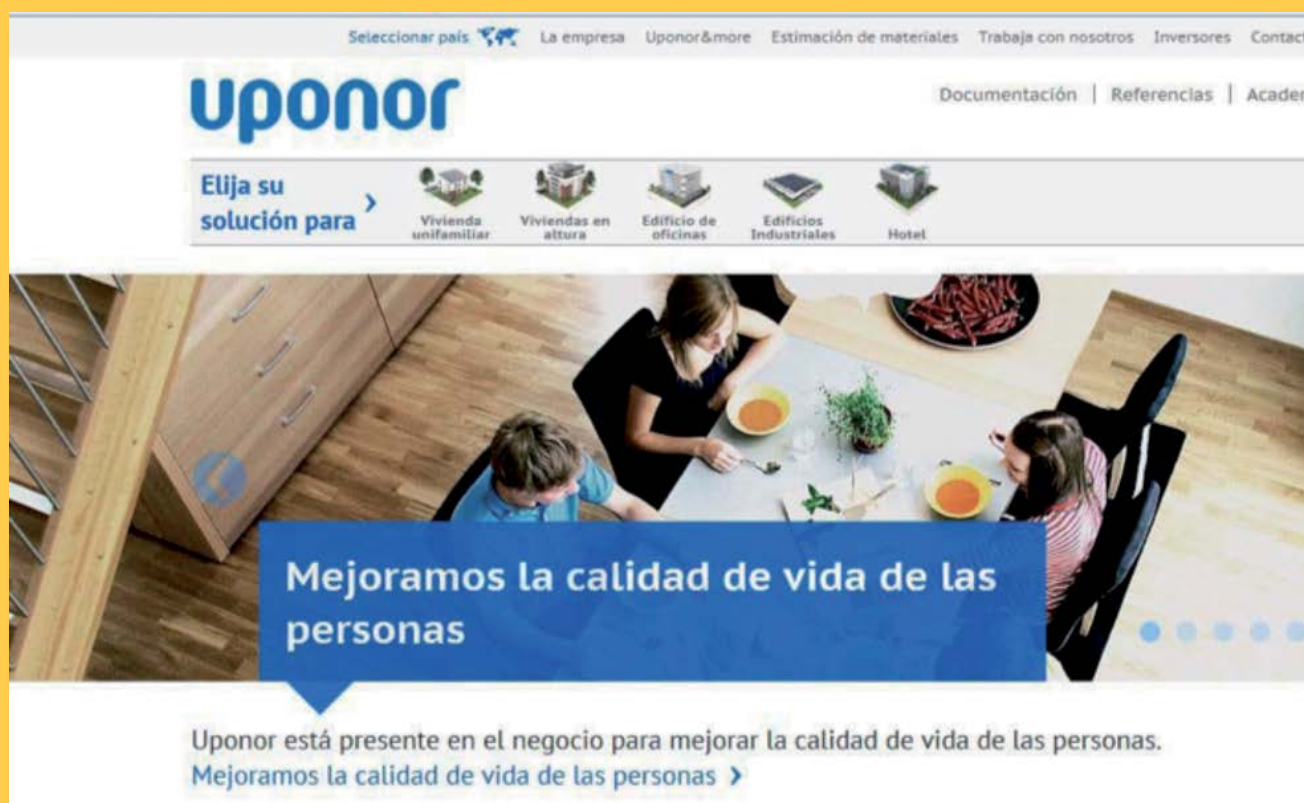 Seleccionar país La empresa Uponor&more Estimación de materiales Trabaja con nosotros Inversores Contact
uponor
Documentación | Referencias | Academ
Elija su
solución para
Vivienda
unifamiliar
Viviendas en
altura
Edificio de
oficinas
Edificios
Industriales
Hotel
Mejoramos la calidad de vida de las
personas
Uponor está presente en el negocio para mejorar la calidad de vida de las personas.
Mejoramos la calidad de vida de las personas